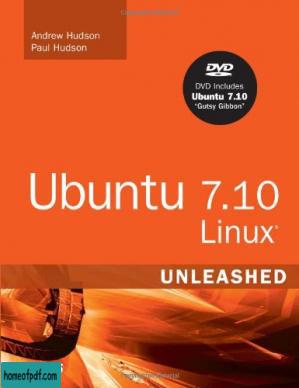 Andrew Hudson
Paul Hudson
DVD
DVD Includes
Ubuntu 7.10
"Gutsy Gibbon"
Ubuntu 7.10
Linux®
UNLEASHED
homeofpdf.com